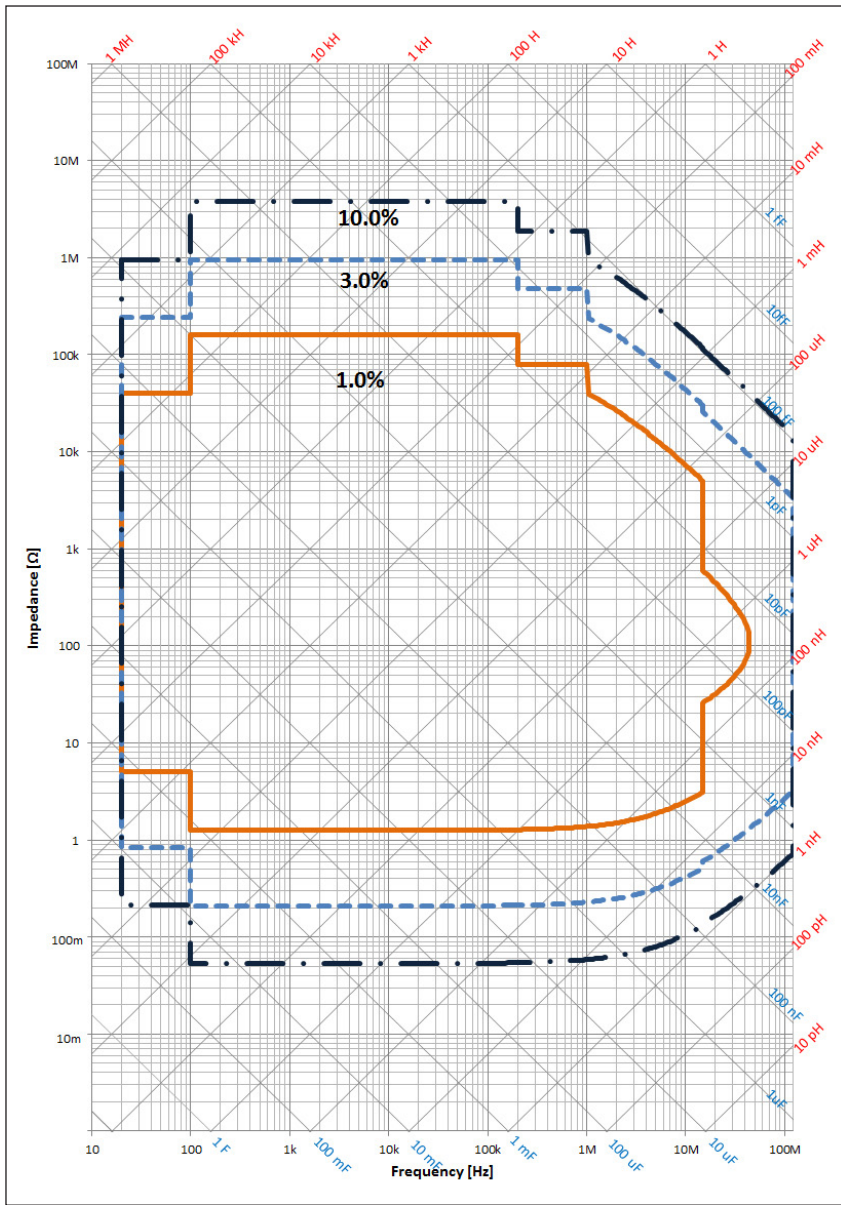 1 MH
100 kH
10 kH
1 kH
100 H
10 H
1 H
100 mH
100M
10M
1M
100k
10k
1k
100
10
1
100m
10m
Impedance [Ω]
10.0%
3.0%
1.0%
10 mH
1 mH
100 uH
10 uH
1 uH
100 nH
10 nH
1 nH
100 pH
10 pH
1 fF
10fF
100 fF
1pF
10pF
100pF
1nF
10nF
100 nF
1uF
10
100
1k
10k
100k
1M
10M
100M
1 F
100 mF
10 mF
1 mF
100 uF
10 uF
Frequency [Hz]